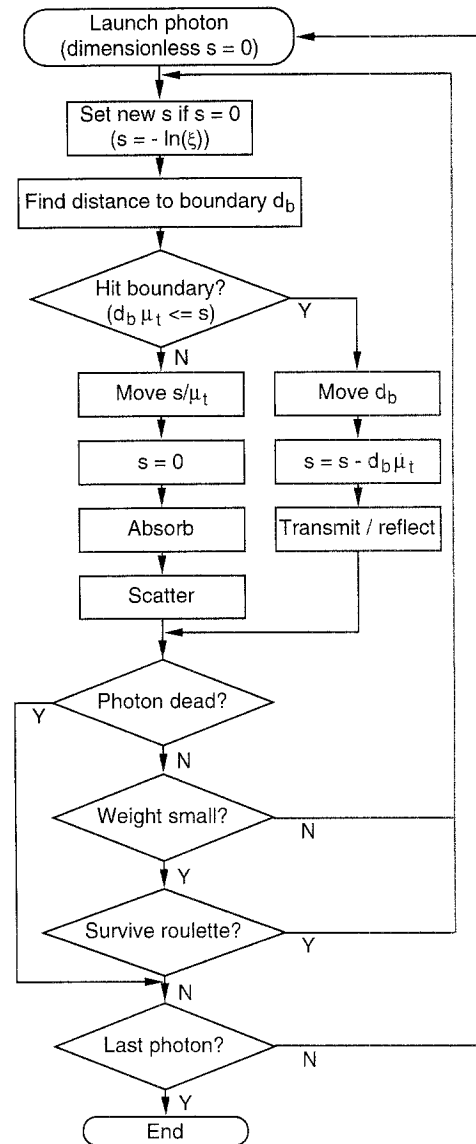 Launch photon
(dimensionless s = 0)
Set new s if s = 0
(s = - ln(ξ))
Find distance to boundary d_b
Hit boundary?
(d_b μ_t <= s)
Y
N
Move s/μ_t
Move d_b
s = 0
s = s - d_b μ_t
Absorb
Transmit / reflect
Scatter
Photon dead?
Y
N
Weight small?
N
Y
Survive roulette?
Y
N
Last photon?
N
Y
End